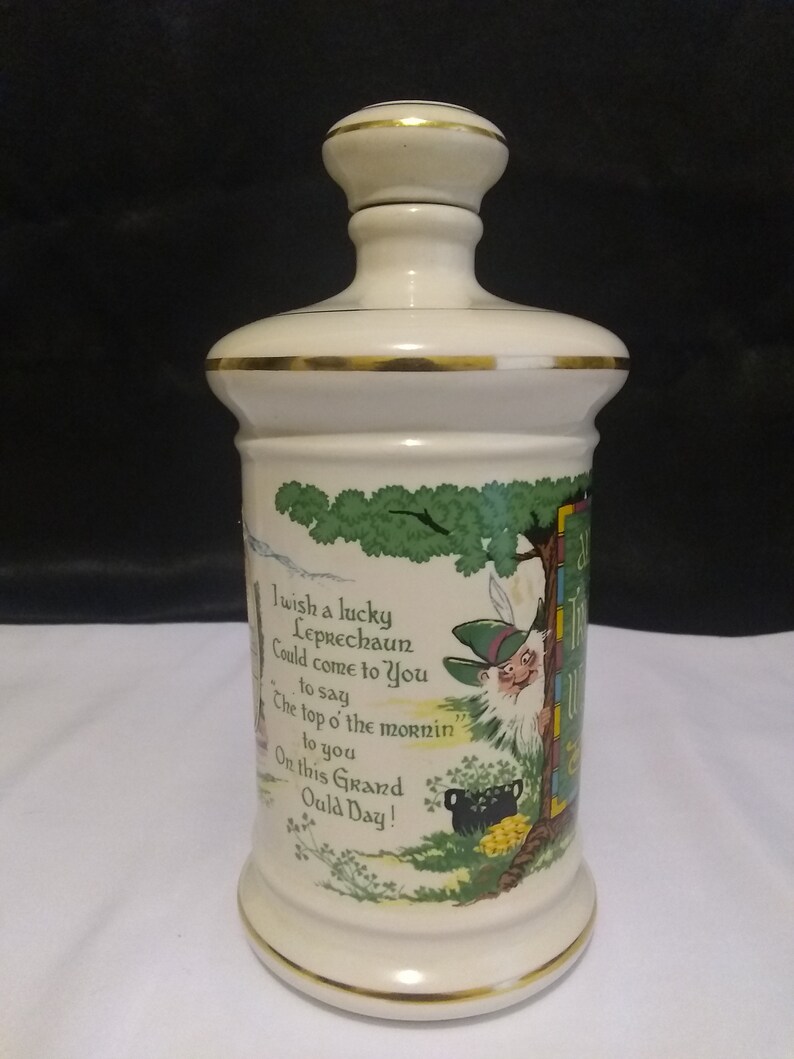 I wish a lucky
Leprechaun
Could come to You
to say
"The top o' the mornin"
to you
On this Grand
Ould Day!